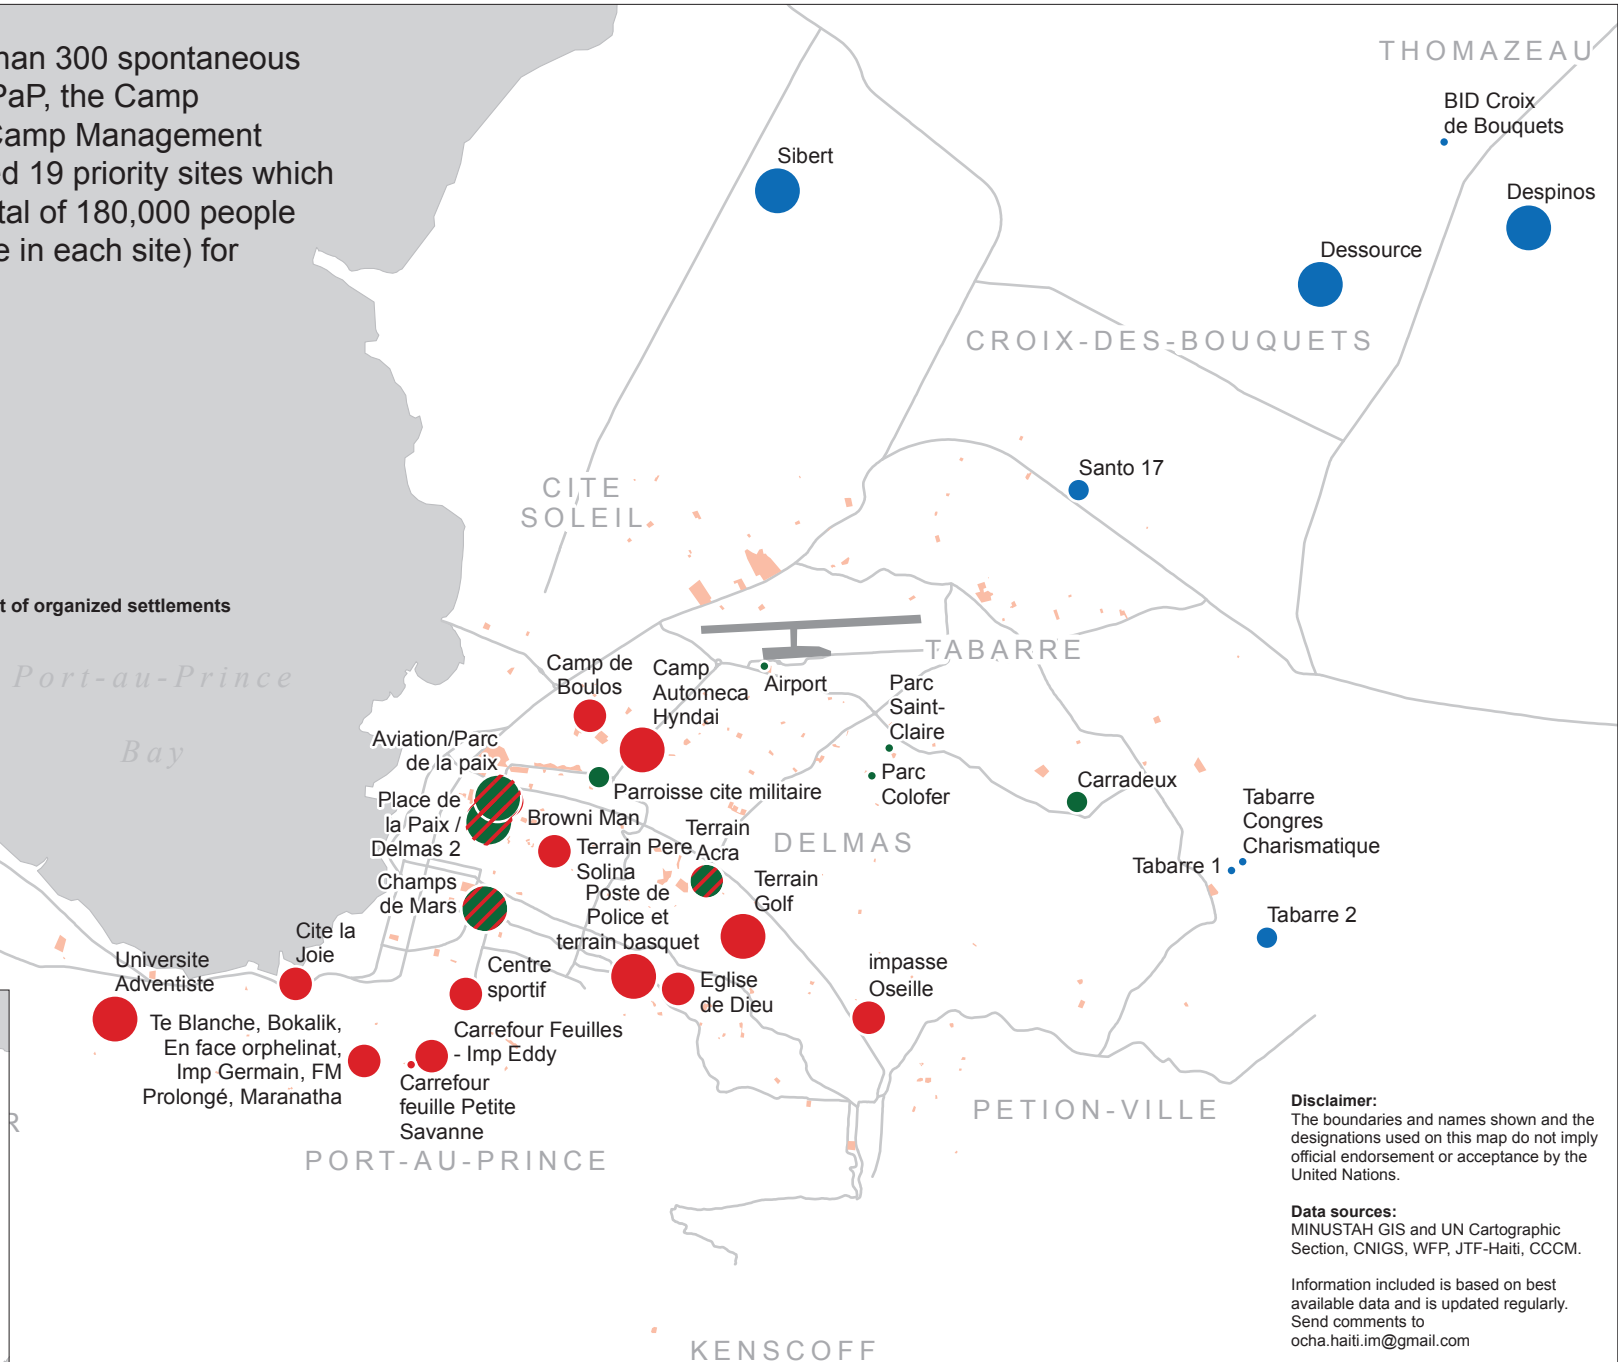 han 300 spontaneous
PaP, the Camp
Camp Management
ed 19 priority sites which
tal of 180,000 people
e in each site) for
THOMAZEAU
BID Croix
de Bouquets
Sibert
Despinos
Dessource
CROIX-DES-BOUQUETS
CITE
SOLEIL
Santo 17
t of organized settlements
Port-au-Prince
Bay
TABARRE
Camp de
Boulos
Camp
Automeca
Hyndai
Airport
Parc
Saint-
Claire
Aviation/Parc
de la paix
Parc
Colofer
Carradeux
Parroisse cite militaire
Place de
la Paix /
Delmas 2
Browni Man
Terrain Pere
Solina
Terrain
Acra
DELMAS
Tabarre
Congres
Charismatique
Tabarre 1
Champs
de Mars
Poste de
Police et
terrain basquet
Terrain
Golf
Tabarre 2
Cite la
Joie
Universite
Adventiste
Centre
sportif
Eglise
de Dieu
impasse
Oseille
Te Blanche, Bokalik,
En face orphelinat,
Imp Germain, FM
Prolongé, Maranatha
Carrefour Feuilles
- Imp Eddy
Carrefour
feuille Petite
Savanne
R
PETION-VILLE
PORT-AU-PRINCE
KENSCOFF
Disclaimer:
The boundaries and names shown and the
designations used on this map do not imply
official endorsement or acceptance by the
United Nations.
Data sources:
MINUSTAH GIS and UN Cartographic
Section, CNIGS, WFP, JTF-Haiti, CCCM.
Information included is based on best
available data and is updated regularly.
Send comments to
ocha.haiti.im@gmail.com